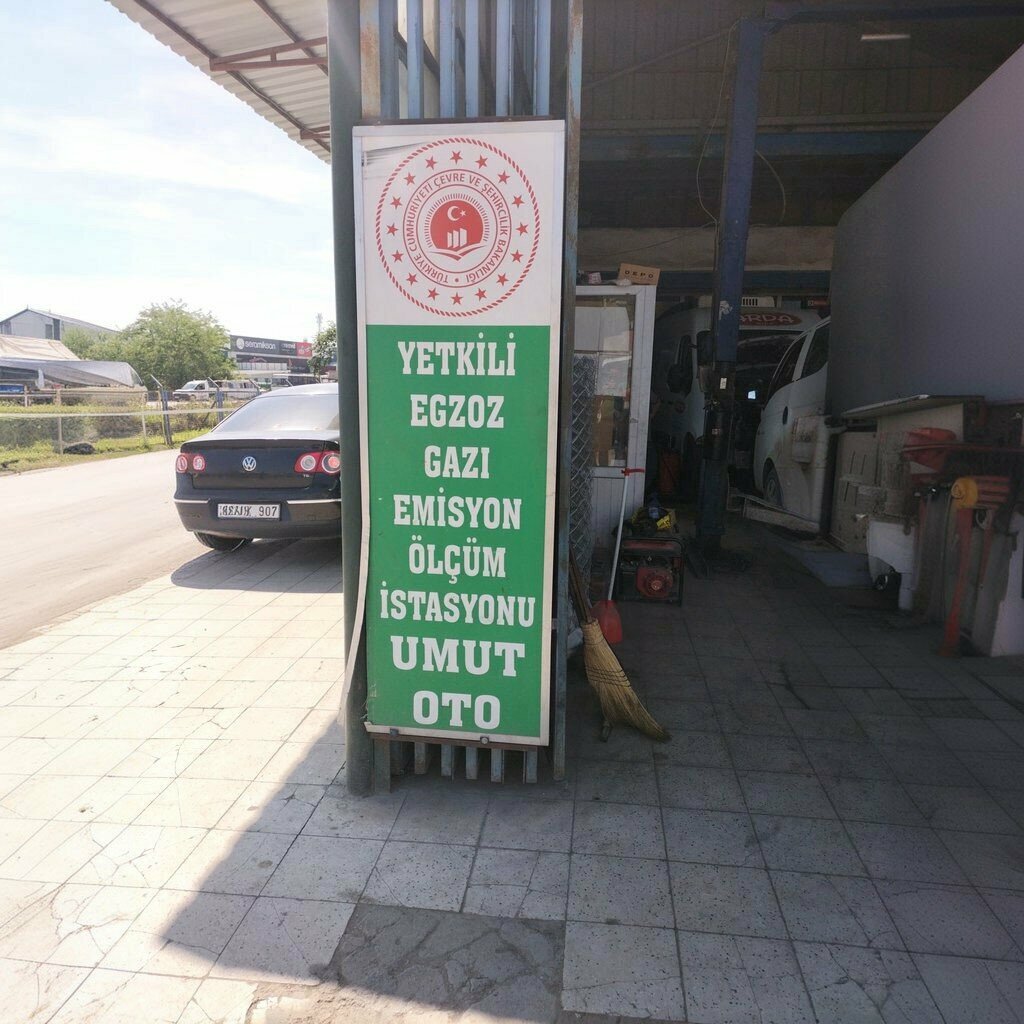 TÜRKİYE CUMHURİYETİ ÇEVRE VE ŞEHİRCİLİK BAKANLIĞI
YETKİLİ
EGZOZ
GAZI
EMİSYON
ÖLÇÜM
İSTASYONU
UMUT
OTO
seramiksan
DEPO